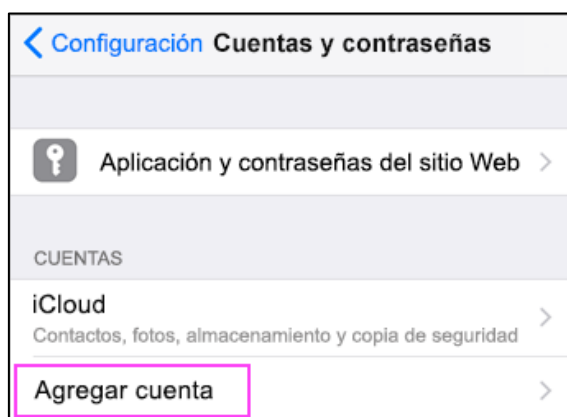 Configuración Cuentas y contraseñas
Aplicación y contraseñas del sitio Web
CUENTAS
iCloud
Contactos, fotos, almacenamiento y copia de seguridad
Agregar cuenta